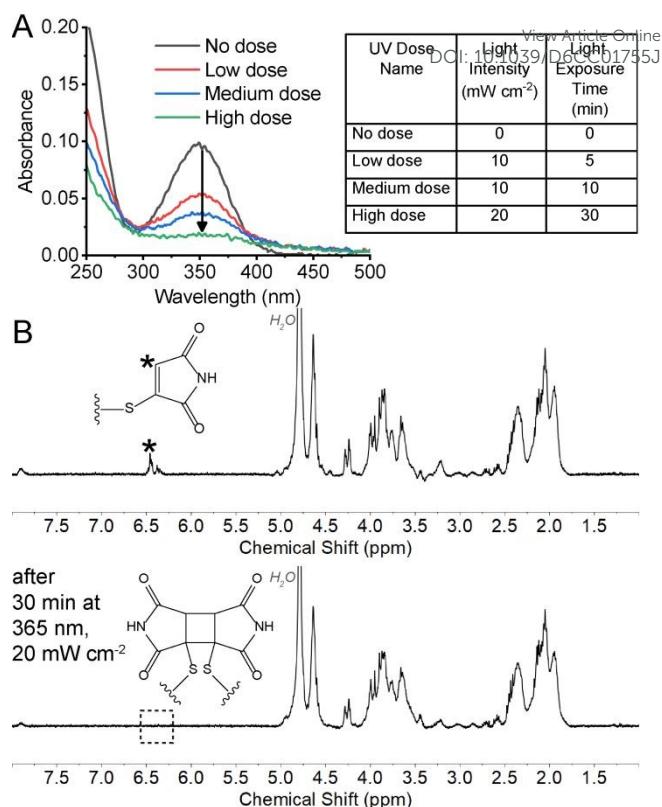 A
0.20
0.15
0.10
0.05
0.00
Absorbance
No dose
Low dose
Medium dose
High dose
250 300 350 400 450 500
Wavelength (nm)
View Article Online
DOI: 10.1039/D6CC01755J
UV Dose Name Light Intensity (mW cm-2) Light Exposure Time (min)
No dose 0 0
Low dose 10 5
Medium dose 10 10
High dose 20 30
B
H2O
*
O
NH
S
O
*
7.5 7.0 6.5 6.0 5.5 5.0 4.5 4.0 3.5 3.0 2.5 2.0 1.5
Chemical Shift (ppm)
after
30 min at
365 nm,
20 mW cm-2
H2O
O O
HN NH
O S S O
7.5 7.0 6.5 6.0 5.5 5.0 4.5 4.0 3.5 3.0 2.5 2.0 1.5
Chemical Shift (ppm)